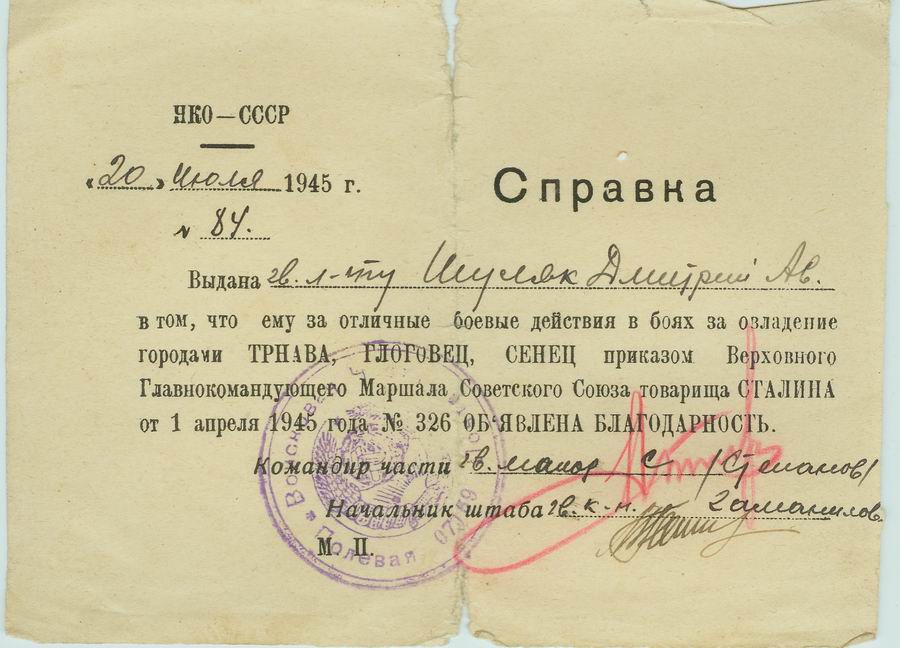 НКО—СССР
«20» Июля 1945 г.
№ 84.
Справка
Выдана гв. л-ту Шуляк Дмитрий Ав.
в том, что ему за отличные боевые действия в боях за овладение
городами ТРНАВА, ГЛОГОВЕЦ, СЕНЕЦ приказом Верховного
Главнокомандующего Маршала Советского Союза товарища СТАЛИНА
от 1 апреля 1945 года № 326 ОБ'ЯВЛЕНА БЛАГОДАРНОСТЬ.
Командир части гв. майор С /Степанов/
Начальник штаба гв. к-н.
М. П.
Полевая